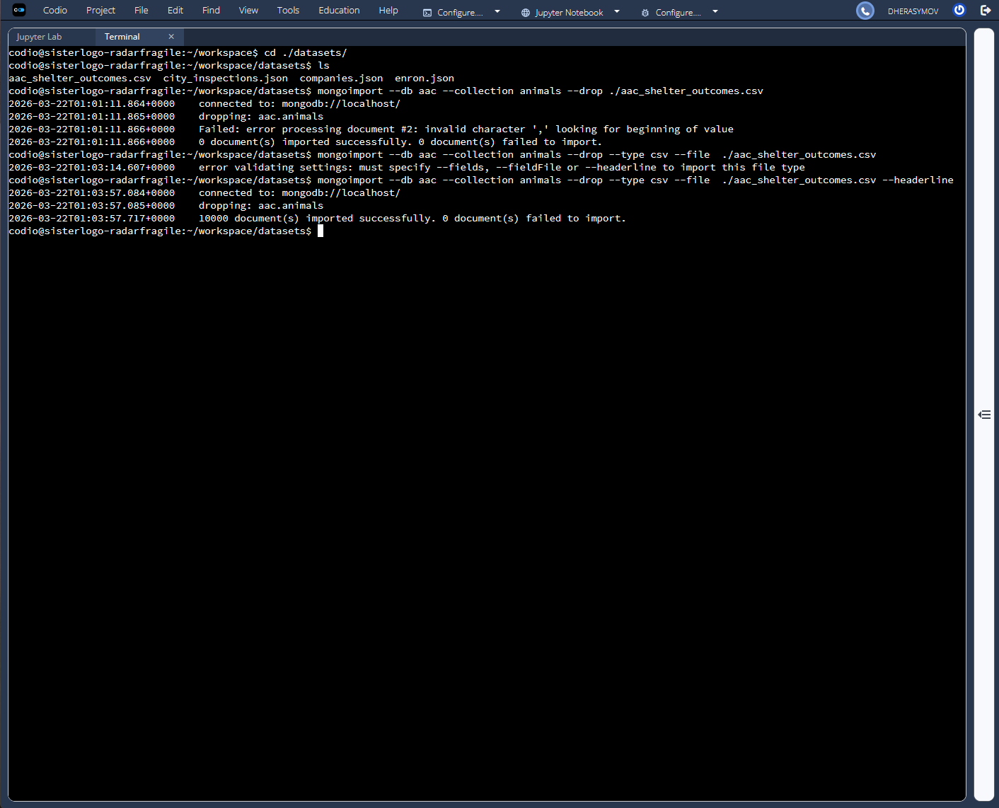 Codio Project File Edit Find View Tools Education Help Configure.... Jupyter Notebook Configure.... DHERASYMOV
Jupyter Lab Terminal ×
codio@sisterlogo-radarfragile:~/workspace$ cd ./datasets/
codio@sisterlogo-radarfragile:~/workspace/datasets$ ls
aac_shelter_outcomes.csv  city_inspections.json  companies.json  enron.json
codio@sisterlogo-radarfragile:~/workspace/datasets$ mongoimport --db aac --collection animals --drop ./aac_shelter_outcomes.csv
2026-03-22T01:01:11.864+0000    connected to: mongodb://localhost/
2026-03-22T01:01:11.865+0000    dropping: aac.animals
2026-03-22T01:01:11.866+0000    Failed: error processing document #2: invalid character ',' looking for beginning of value
2026-03-22T01:01:11.866+0000    0 document(s) imported successfully. 0 document(s) failed to import.
codio@sisterlogo-radarfragile:~/workspace/datasets$ mongoimport --db aac --collection animals --drop --type csv --file  ./aac_shelter_outcomes.csv
2026-03-22T01:03:14.607+0000    error validating settings: must specify --fields, --fieldFile or --headerline to import this file type
codio@sisterlogo-radarfragile:~/workspace/datasets$ mongoimport --db aac --collection animals --drop --type csv --file  ./aac_shelter_outcomes.csv --headerline
2026-03-22T01:03:57.084+0000    connected to: mongodb://localhost/
2026-03-22T01:03:57.085+0000    dropping: aac.animals
2026-03-22T01:03:57.717+0000    10000 document(s) imported successfully. 0 document(s) failed to import.
codio@sisterlogo-radarfragile:~/workspace/datasets$